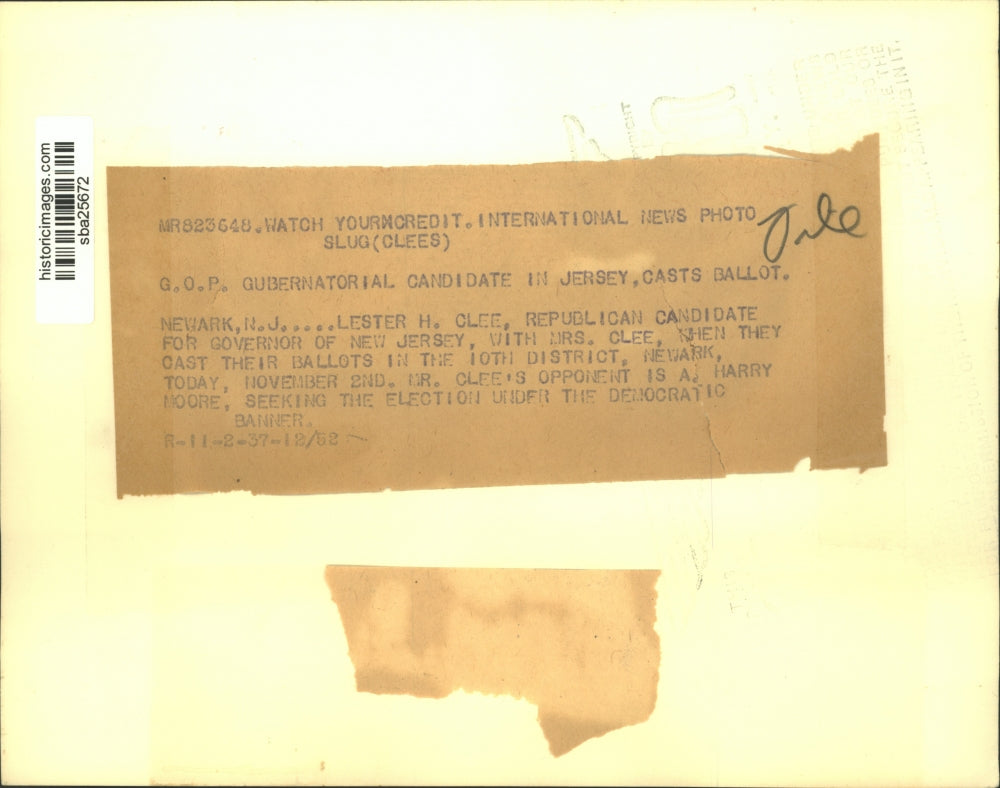 historicimages.com
sba25672
MR823648.WATCH YOURMCREDIT.INTERNATIONAL NEWS PHOTO
SLUG(CLEES)
G.O.P. GUBERNATORIAL CANDIDATE IN JERSEY,CASTS BALLOT.
NEWARK,N.J.....LESTER H. CLEE, REPUBLICAN CANDIDATE
FOR GOVERNOR OF NEW JERSEY, WITH MRS. CLEE, WHEN THEY
CAST THEIR BALLOTS IN THE 10TH DISTRICT, NEWARK,
TODAY, NOVEMBER 2ND. MR. CLEE'S OPPONENT IS A. HARRY
MOORE, SEEKING THE ELECTION UNDER THE DEMOCRATIC
BANNER.
R-11-2-37-12/52